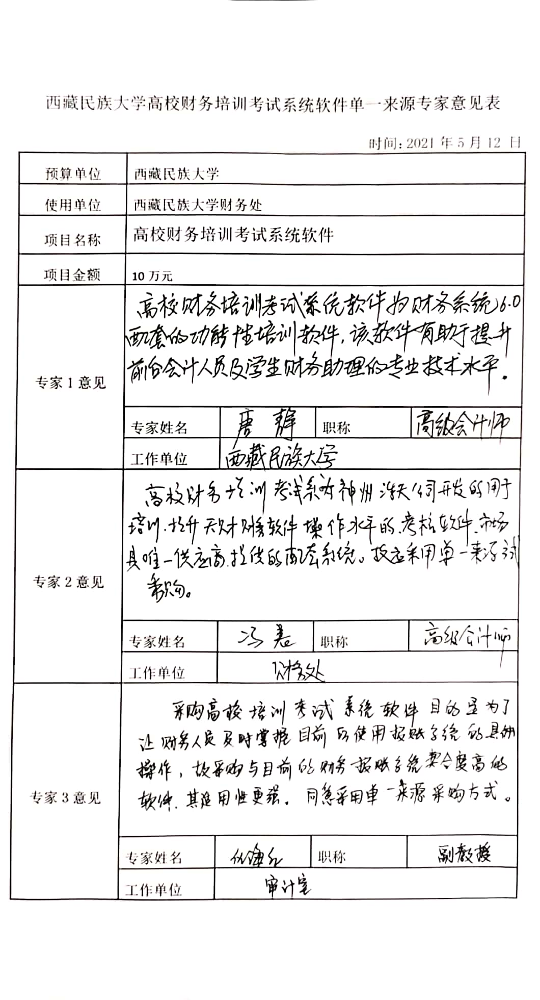 西藏民族大学高校财务培训考试系统软件单一来源专家意见表
时间:2021年5月12日
预算单位 西藏民族大学
使用单位 西藏民族大学财务处
项目名称 高校财务培训考试系统软件
项目金额 10万元
专家1意见
高校财务培训考试系统软件为财务系统6.0
配套的功能性培训软件,该软件有助于提升
前台会计人员及学生财务助理的专业技术水平.
专家姓名 唐静 职称 高级会计师
工作单位 西藏民族大学
专家2意见
高校财务培训考试系为神州浩天公司开发的用于
培训.提升天财财务软件操作水平的.考核软件.市场
具唯一供应商.提供的配套系统。故应采用单一来源方式
采购。
专家姓名 冯 职称 高级会计师
工作单位 财务处
专家3意见
采购高校培训考试系统软件目的是为了
让财务人员及时掌握目前所使用报账系统的具体
操作,故采购与目前的财务报账系统契合度高的
软件.其适用性更强。同意采用单一来源采购方式。
专家姓名 海 职称 副教授
工作单位 审计室